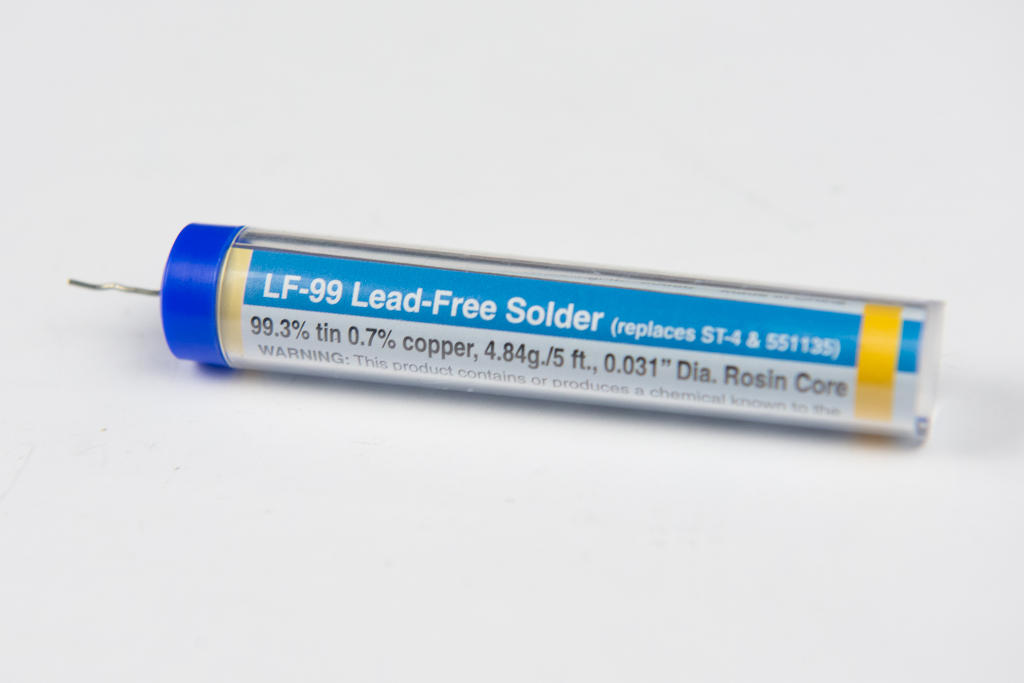 LF-99 Lead-Free Solder (replaces ST-4 & 551135)
99.3% tin 0.7% copper, 4.84g./5 ft., 0.031” Dia. Rosin Core
WARNING: This product contains or produces a chemical known to the